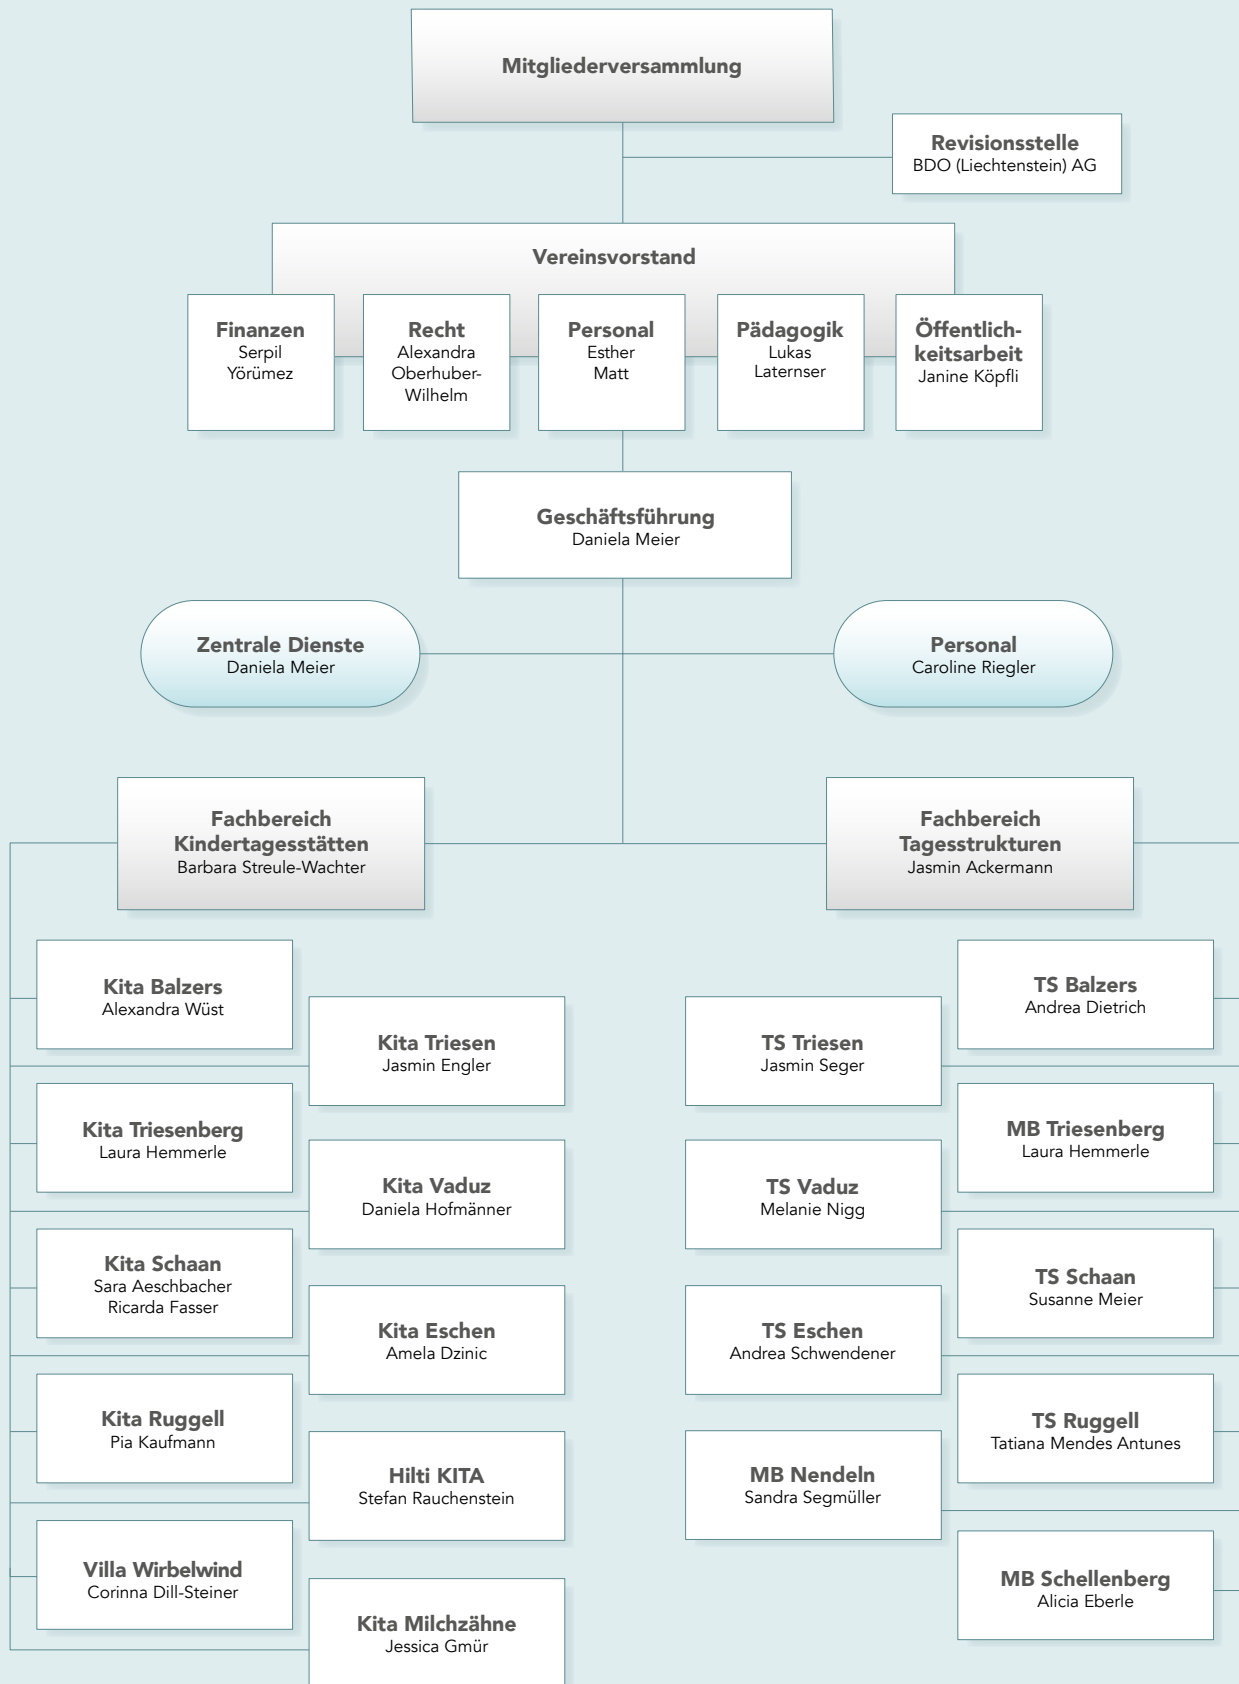 Mitgliederversammlung
Revisionsstelle
BDO (Liechtenstein) AG
Vereinsvorstand
Finanzen
Serpil
Yörümez
Recht
Alexandra
Oberhuber-
Wilhelm
Personal
Esther
Matt
Pädagogik
Lukas
Laternser
Öffentlich-
keitsarbeit
Janine Köpfli
Geschäftsführung
Daniela Meier
Zentrale Dienste
Daniela Meier
Personal
Caroline Riegler
Fachbereich
Kindertagesstätten
Barbara Streule-Wachter
Fachbereich
Tagesstrukturen
Jasmin Ackermann
Kita Balzers
Alexandra Wüst
Kita Triesen
Jasmin Engler
Kita Triesenberg
Laura Hemmerle
Kita Vaduz
Daniela Hofmänner
Kita Schaan
Sara Aeschbacher
Ricarda Fasser
Kita Eschen
Amela Dzinic
Kita Ruggell
Pia Kaufmann
Hilti KITA
Stefan Rauchenstein
Villa Wirbelwind
Corinna Dill-Steiner
Kita Milchzähne
Jessica Gmür
TS Balzers
Andrea Dietrich
TS Triesen
Jasmin Seger
MB Triesenberg
Laura Hemmerle
TS Vaduz
Melanie Nigg
TS Schaan
Susanne Meier
TS Eschen
Andrea Schwendener
TS Ruggell
Tatiana Mendes Antunes
MB Nendeln
Sandra Segmüller
MB Schellenberg
Alicia Eberle